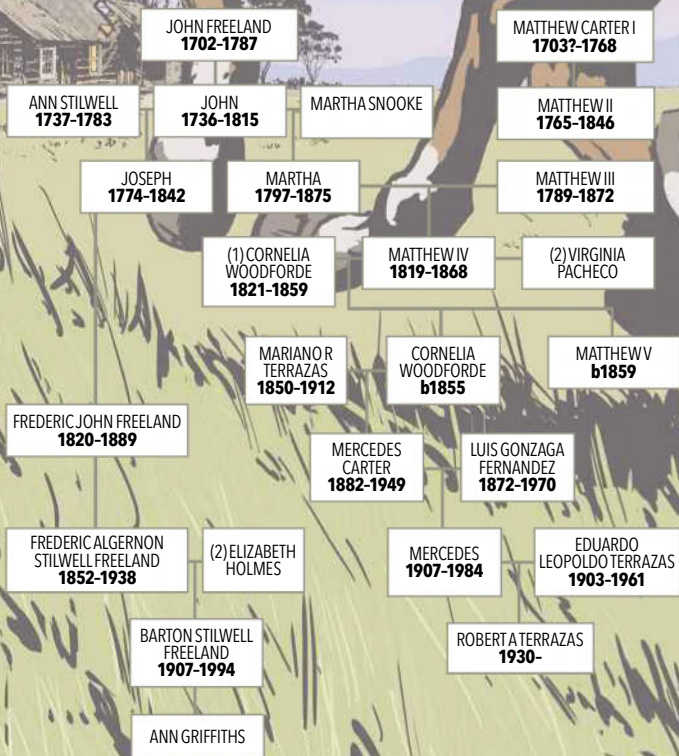 JOHN FREELAND
1702-1787
MATTHEW CARTER I
1703?-1768
ANN STILWELL
1737-1783
JOHN
1736-1815
MARTHA SNOOKE
MATTHEW II
1765-1846
JOSEPH
1774-1842
MARTHA
1797-1875
MATTHEW III
1789-1872
(1) CORNELIA
WOODFORDE
1821-1859
MATTHEW IV
1819-1868
(2) VIRGINIA
PACHECO
MARIANO R
TERRAZAS
1850-1912
CORNELIA
WOODFORDE
b1855
MATTHEW V
b1859
FREDERIC JOHN FREELAND
1820-1889
MERCEDES
CARTER
1882-1949
LUIS GONZAGA
FERNANDEZ
1872-1970
FREDERIC ALGERNON
STILWELL FREELAND
1852-1938
(2) ELIZABETH
HOLMES
MERCEDES
1907-1984
EDUARDO
LEOPOLDO TERRAZAS
1903-1961
BARTON STILWELL
FREELAND
1907-1994
ROBERT A TERRAZAS
1930-
ANN GRIFFITHS